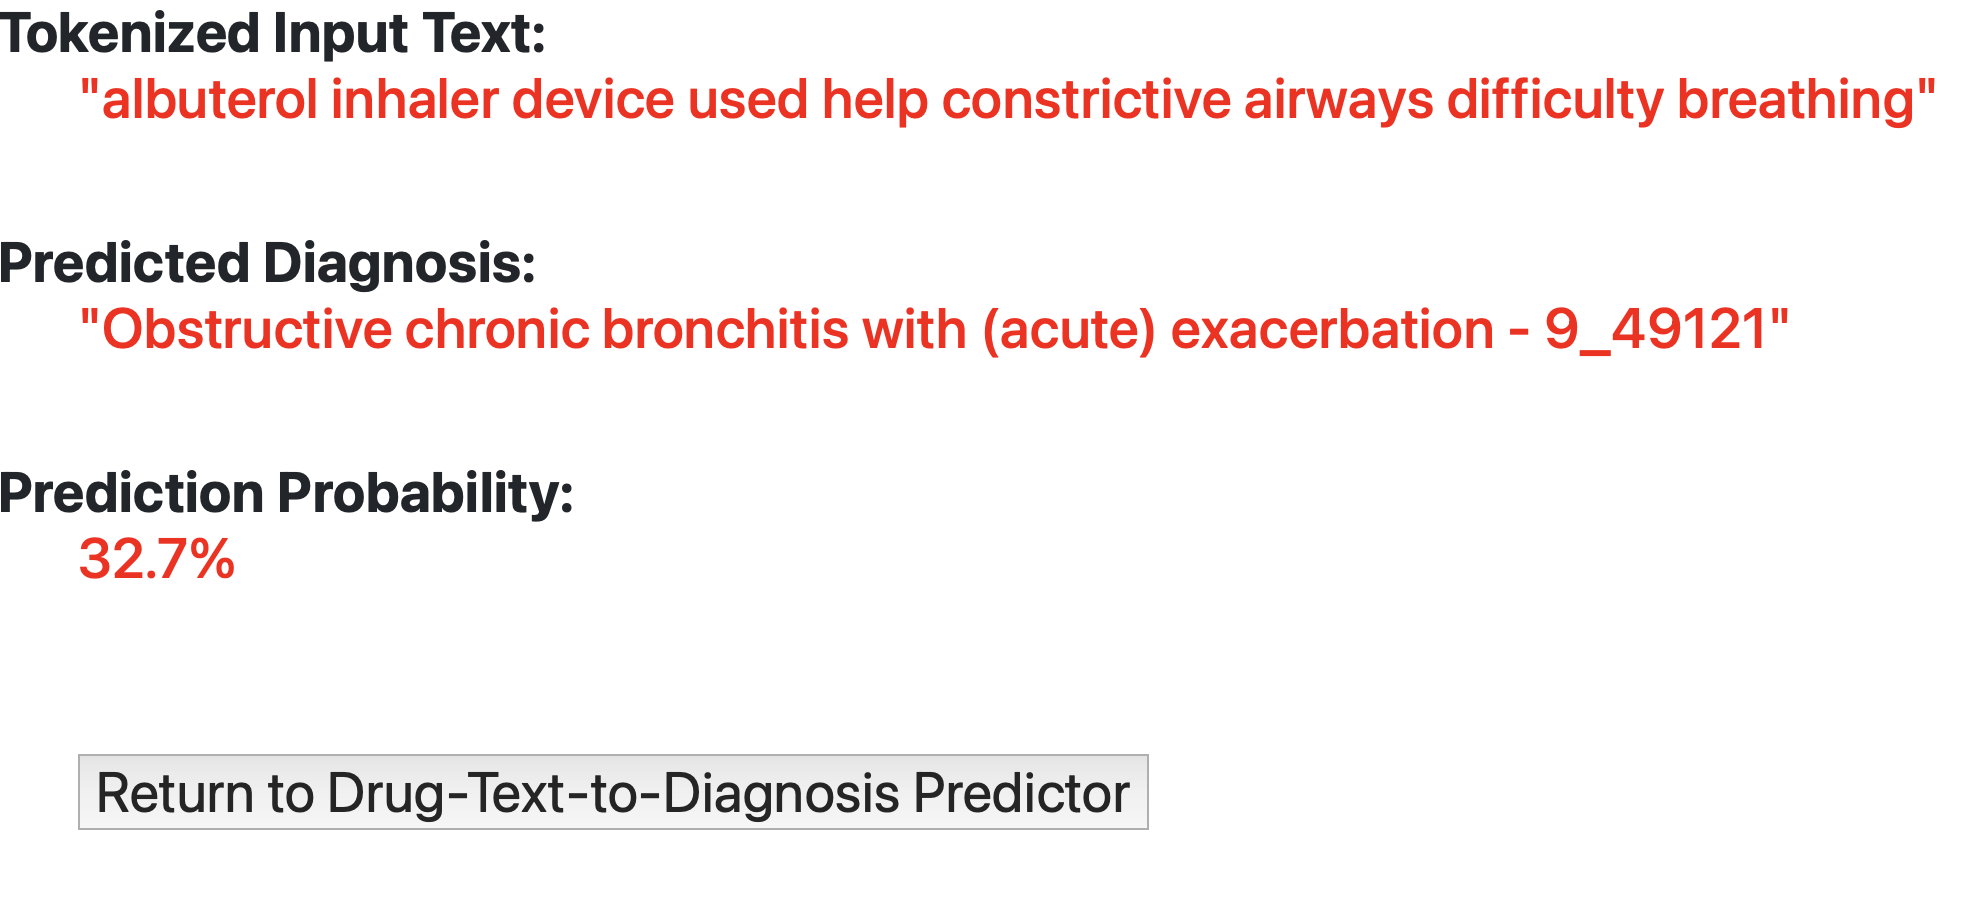 Tokenized Input Text:
"albuterol inhaler device used help constrictive airways difficulty breathing"
Predicted Diagnosis:
"Obstructive chronic bronchitis with (acute) exacerbation - 9_49121"
Prediction Probability:
32.7%
Return to Drug-Text-to-Diagnosis Predictor